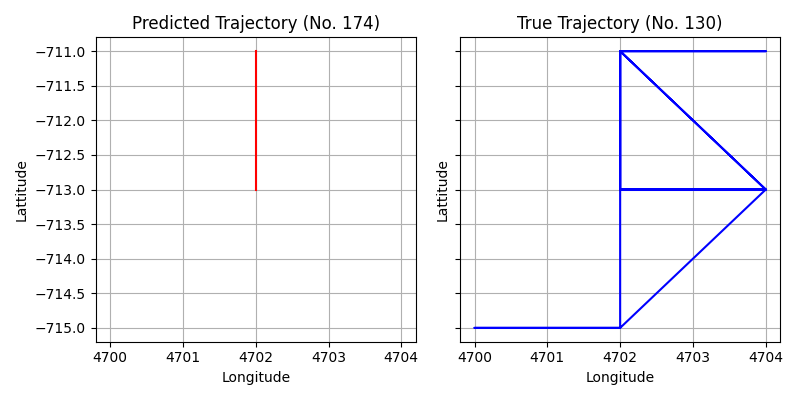 Predicted Trajectory (No. 174)
True Trajectory (No. 130)
−711.0
−711.5
−712.0
−712.5
−713.0
−713.5
−714.0
−714.5
−715.0
Lattitude
Lattitude
4700 4701 4702 4703 4704
4700 4701 4702 4703 4704
Longitude
Longitude